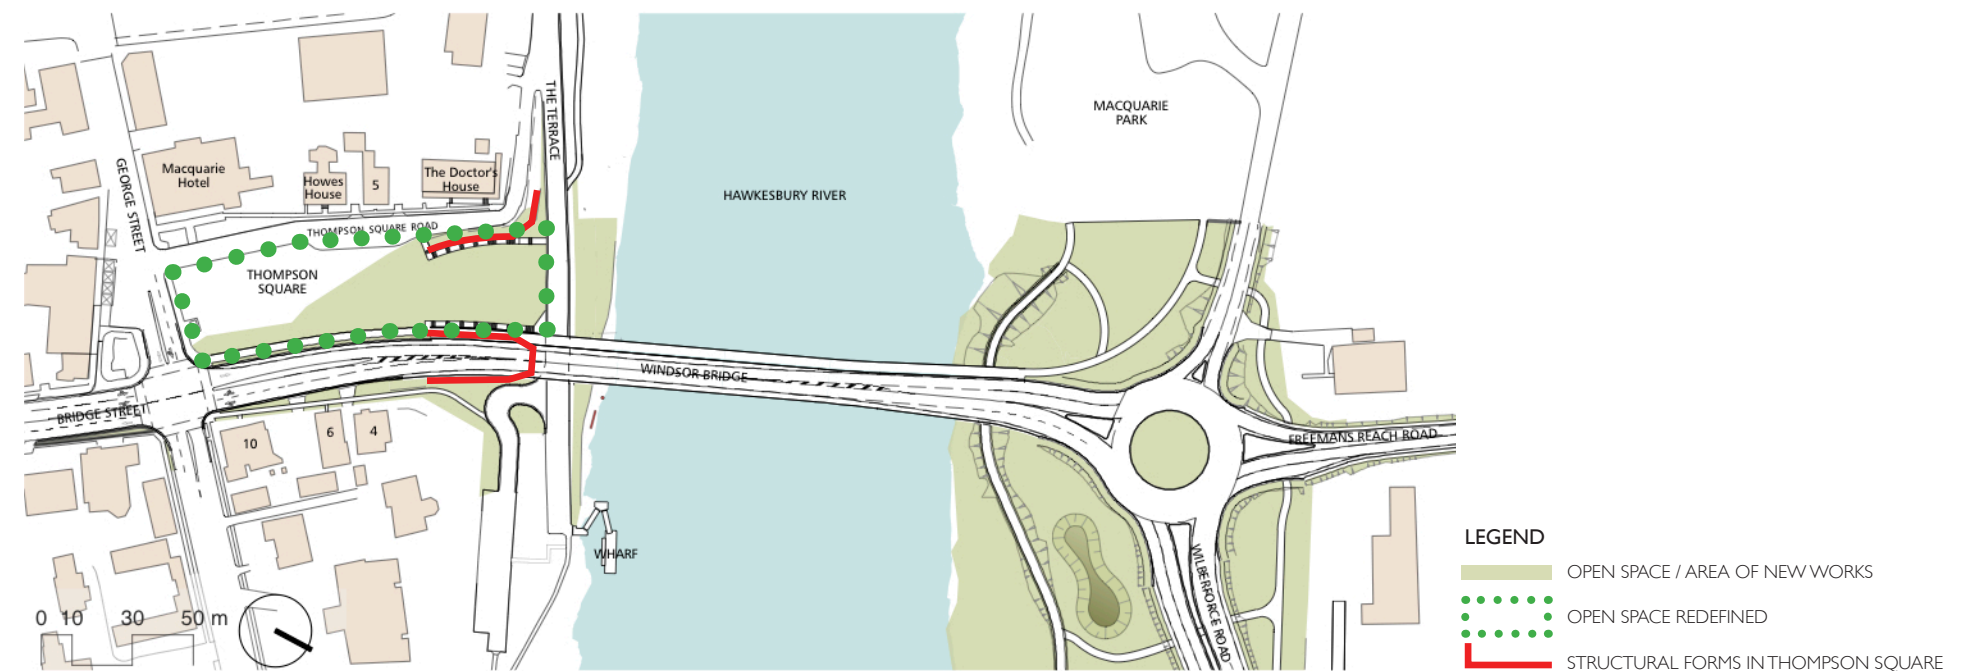 THE TERRACE
MACQUARIE
PARK
GEORGE STREET
Macquarie
Hotel
Howes
House
5
The Doctor's
House
HAWKESBURY RIVER
THOMPSON SQUARE ROAD
THOMPSON
SQUARE
WINDSOR BRIDGE
BRIDGE STREET
10
6
4
FREEMANS REACH ROAD
WHARF
WILBERFORCE ROAD
0 10 30 50 m
LEGEND
OPEN SPACE / AREA OF NEW WORKS
OPEN SPACE REDEFINED
STRUCTURAL FORMS IN THOMPSON SQUARE